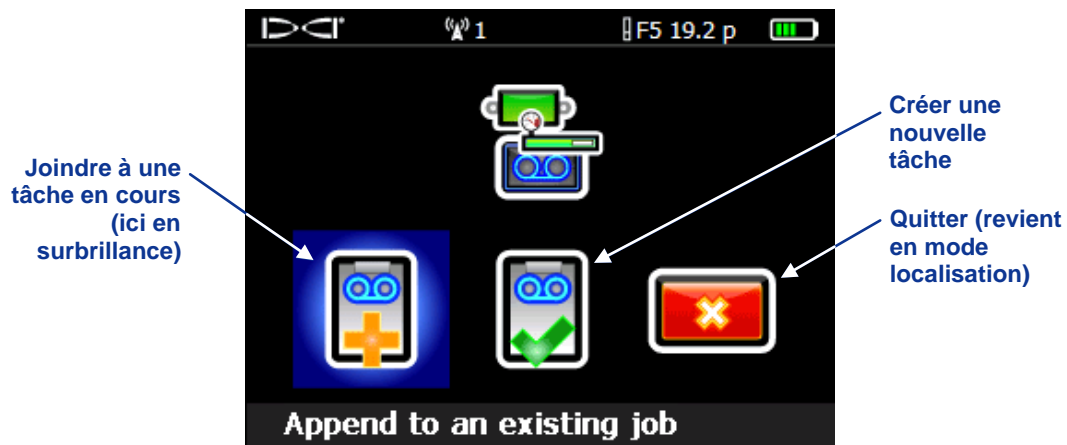 DCI
1
F5 19.2 p
Créer une
nouvelle
tâche
Joindre à une
tâche en cours
(ici en
surbrillance)
Quitter (revient
en mode
localisation)
Append to an existing job